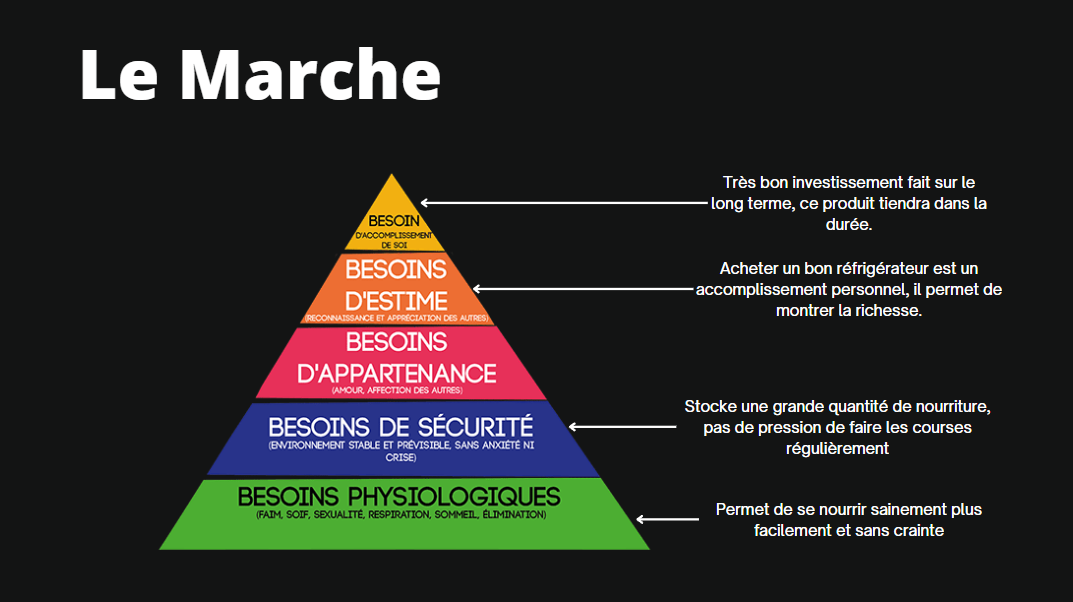 Le Marche
BESOIN
D'ACCOMPLISSEMENT
DE SOI
Très bon investissement fait sur le
long terme, ce produit tiendra dans la
durée.
BESOINS
D'ESTIME
(RECONNAISSANCE ET APPRÉCIATION DES AUTRES)
Acheter un bon réfrigérateur est un
accomplissement personnel, il permet de
montrer la richesse.
BESOINS
D'APPARTENANCE
(AMOUR, AFFECTION DES AUTRES)
BESOINS DE SÉCURITÉ
(ENVIRONNEMENT STABLE ET PRÉVISIBLE, SANS ANXIÉTÉ NI
CRISE)
Stocke une grande quantité de nourriture,
pas de pression de faire les courses
régulièrement
BESOINS PHYSIOLOGIQUES
(FAIM, SOIF, SEXUALITÉ, RESPIRATION, SOMMEIL, ÉLIMINATION)
Permet de se nourrir sainement plus
facilement et sans crainte